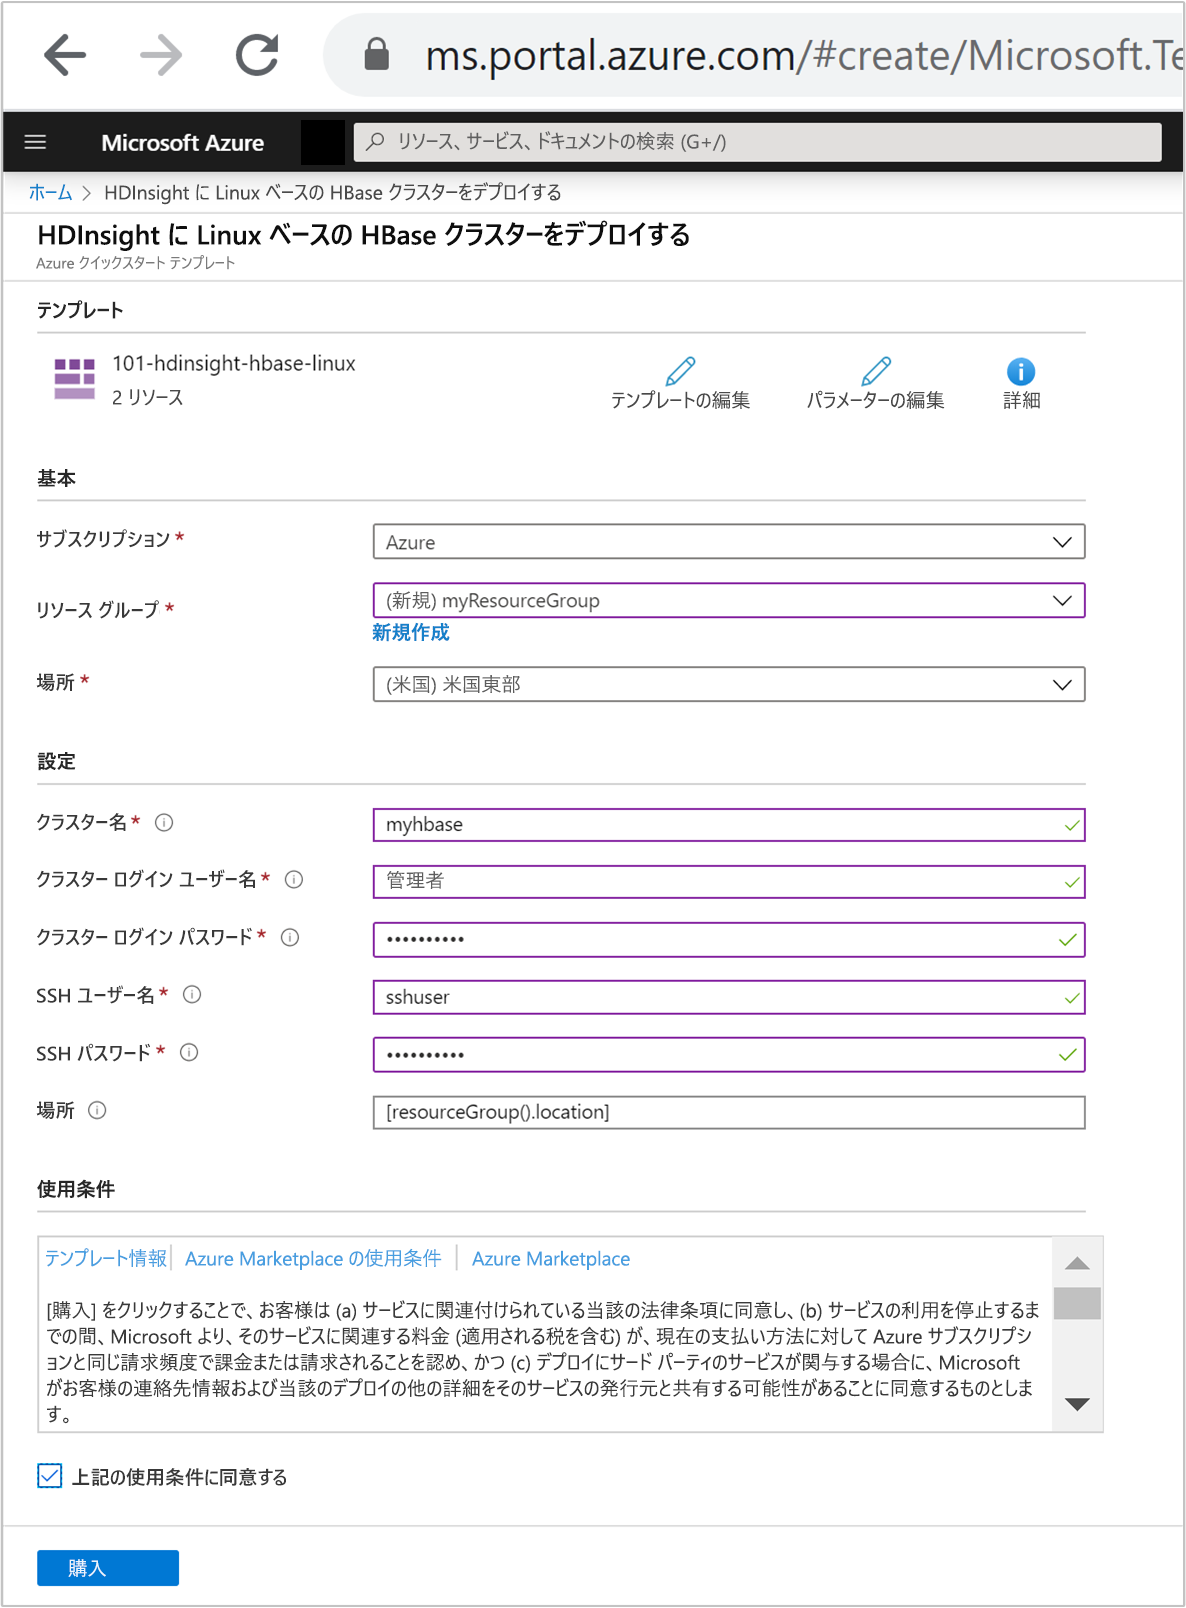 ms.portal.azure.com/#create/Microsoft.Te
Microsoft Azure
リソース、サービス、ドキュメントの検索 (G+/)
ホーム > HDInsight に Linux ベースの HBase クラスターをデプロイする
HDInsight に Linux ベースの HBase クラスターをデプロイする
Azure クイックスタート テンプレート
テンプレート
101-hdinsight-hbase-linux
2 リソース
テンプレートの編集
パラメーターの編集
詳細
基本
サブスクリプション *
Azure
リソース グループ *
(新規) myResourceGroup
新規作成
場所 *
(米国) 米国東部
設定
クラスター名 *
myhbase
クラスター ログイン ユーザー名 *
管理者
クラスター ログイン パスワード *
••••••••••
SSH ユーザー名 *
sshuser
SSH パスワード *
••••••••••
場所
[resourceGroup().location]
使用条件
テンプレート情報 | Azure Marketplace の使用条件 | Azure Marketplace
[購入] をクリックすることで、お客様は (a) サービスに関連付けられている当該の法律条項に同意し、(b) サービスの利用を停止するま
での間、Microsoft より、そのサービスに関連する料金 (適用される税を含む) が、現在の支払い方法に対して Azure サブスクリプシ
ョンと同じ請求頻度で課金または請求されることを認め、かつ (c) デプロイにサード パーティのサービスが関与する場合に、Microsoft
がお客様の連絡先情報および当該のデプロイの他の詳細をそのサービスの発行元と共有する可能性があることに同意するものとしま
す。
上記の使用条件に同意する
購入